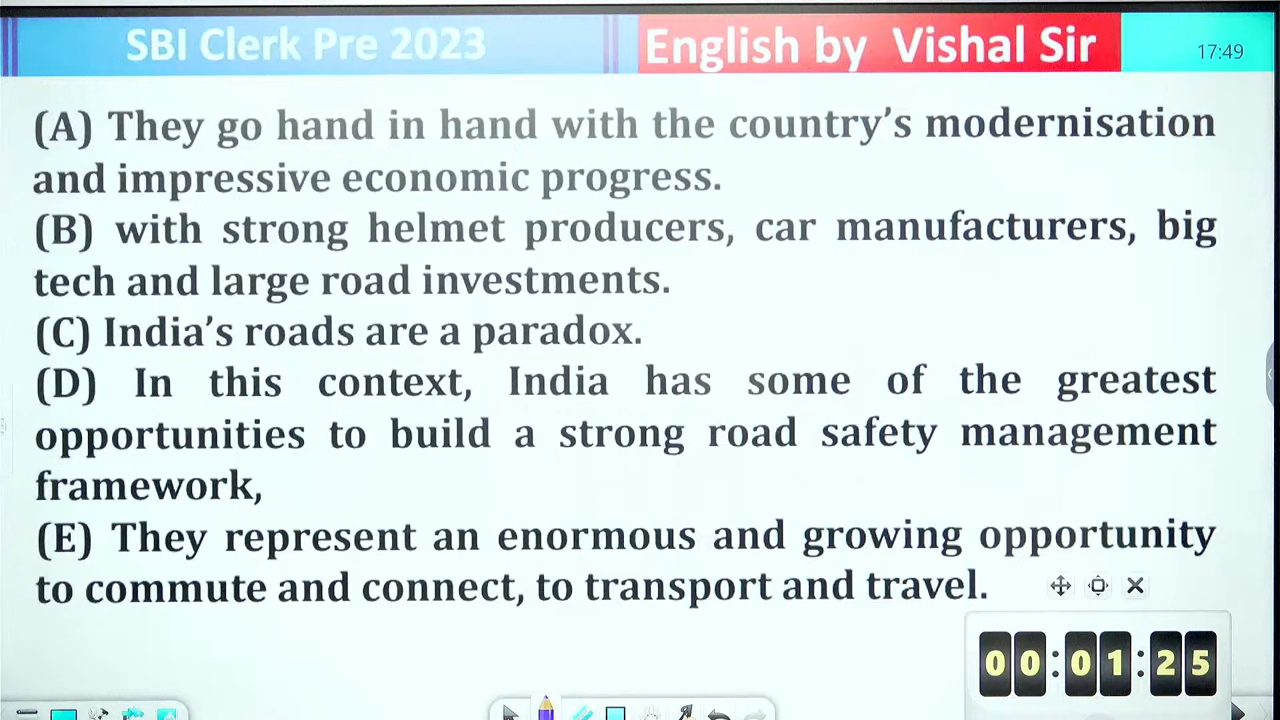 SBI Clerk Pre 2023
English by Vishal Sir
17:49
(A) They go hand in hand with the country’s modernisation
and impressive economic progress.
(B) with strong helmet producers, car manufacturers, big
tech and large road investments.
(C) India’s roads are a paradox.
(D) In this context, India has some of the greatest
opportunities to build a strong road safety management
framework,
(E) They represent an enormous and growing opportunity
to commute and connect, to transport and travel.
00:01:25